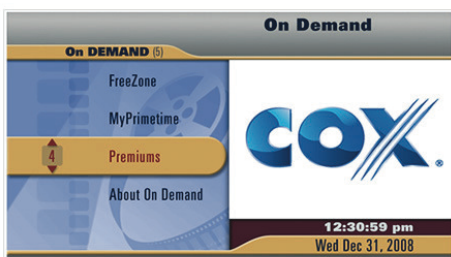 On Demand
On DEMAND (5)
FreeZone
MyPrimetime
4 Premiums
About On Demand
COX®
12:30:59 pm
Wed Dec 31, 2008